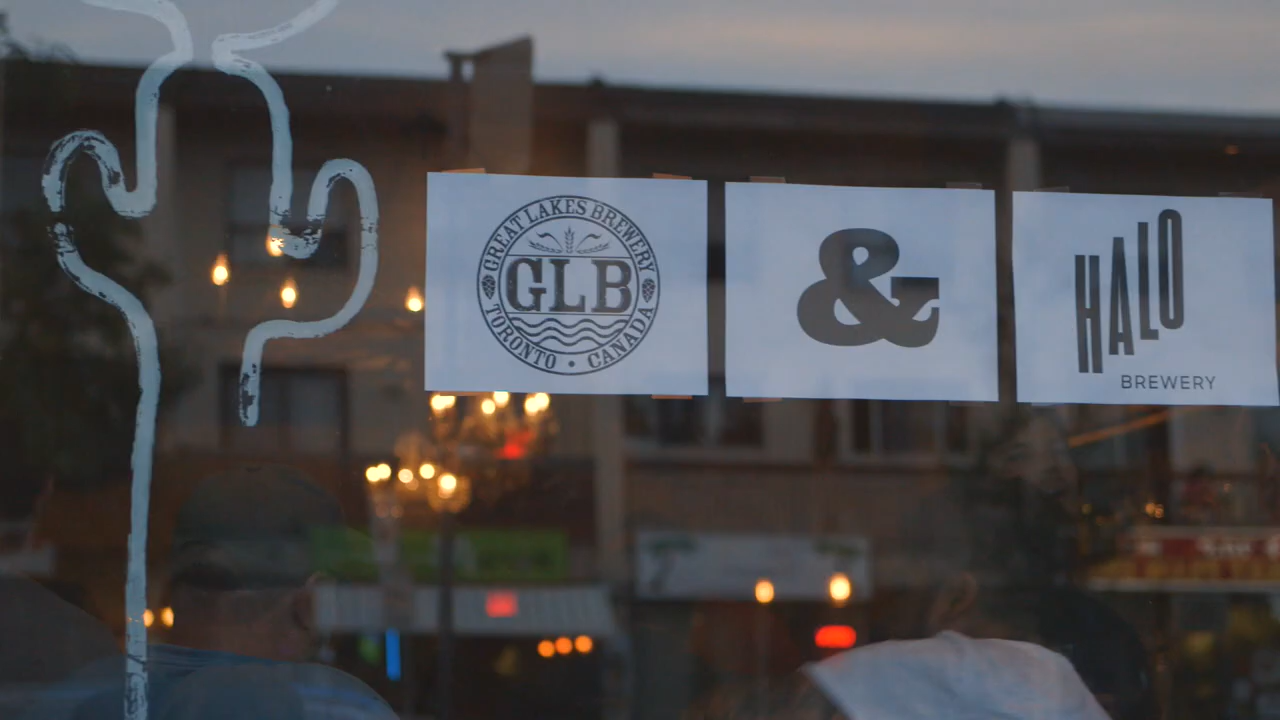 GREAT LAKES BREWERY
GLB
TORONTO • CANADA
&
HALO
BREWERY